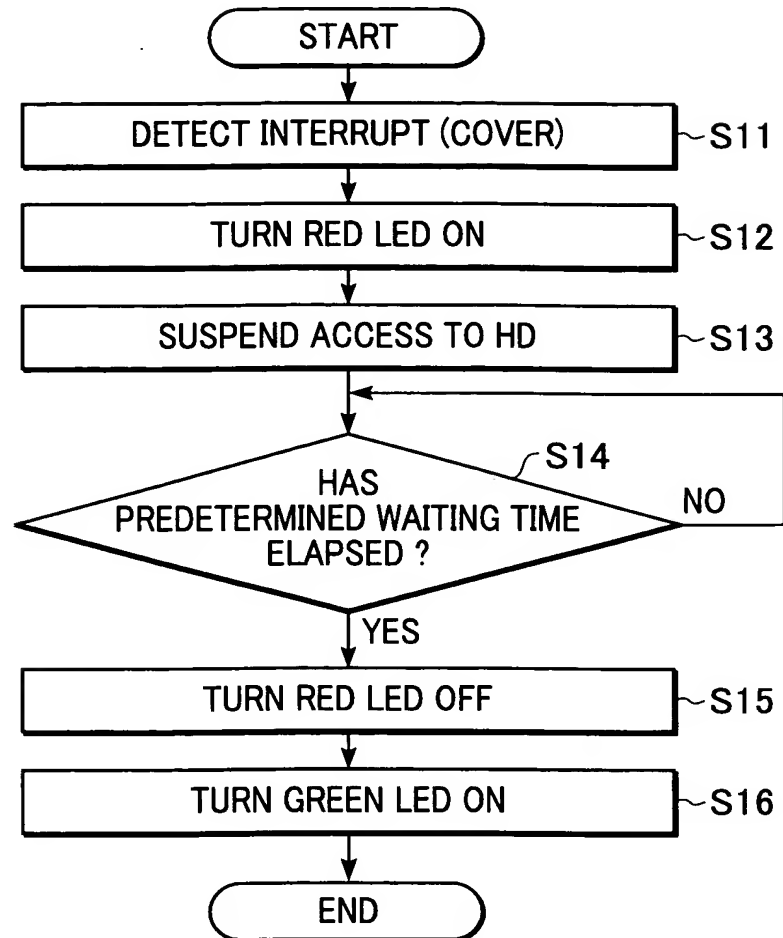 START
DETECT INTERRUPT (COVER)
S11
TURN RED LED ON
S12
SUSPEND ACCESS TO HD
S13
S14
HAS
PREDETERMINED WAITING TIME
ELAPSED ?
NO
YES
TURN RED LED OFF
S15
TURN GREEN LED ON
S16
END